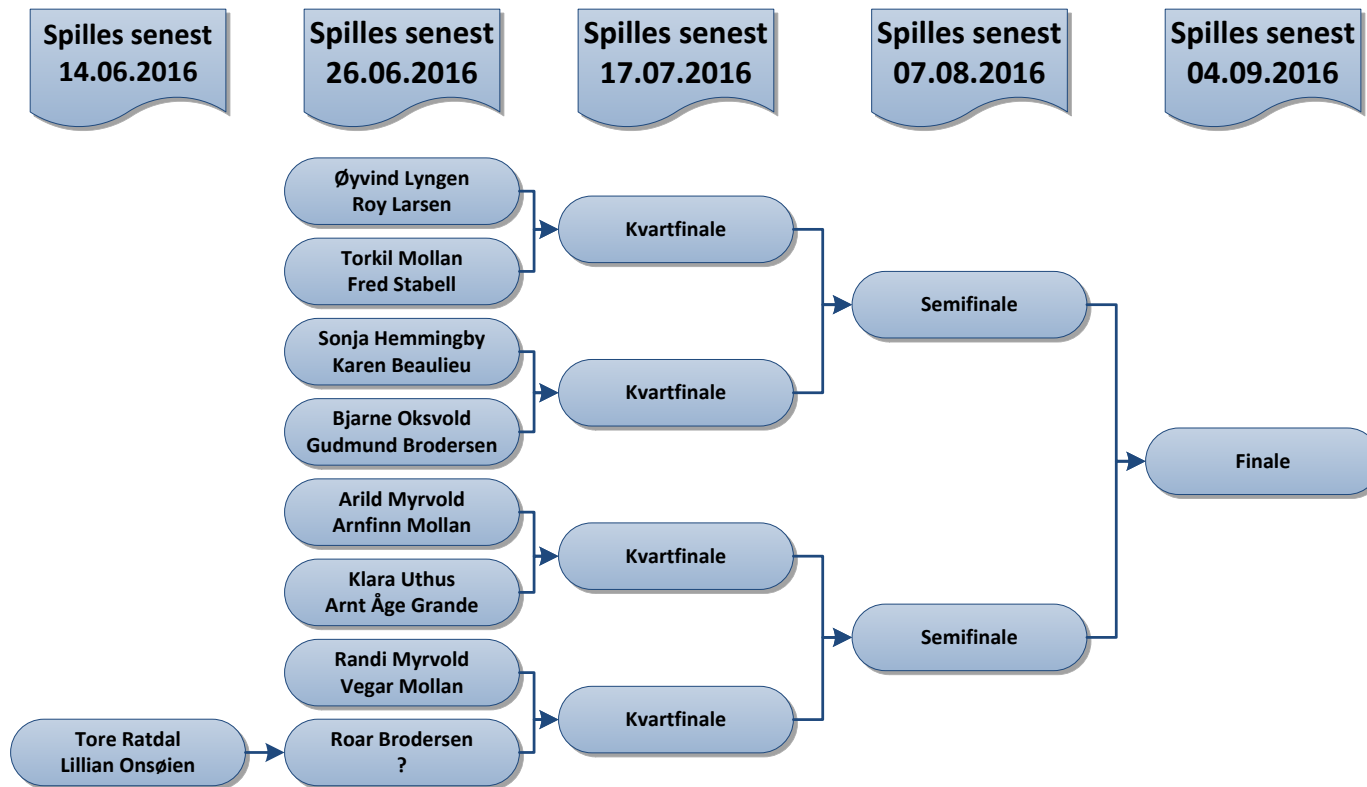 Spilles senest
14.06.2016
Spilles senest
26.06.2016
Spilles senest
17.07.2016
Spilles senest
07.08.2016
Spilles senest
04.09.2016
Øyvind Lyngen
Roy Larsen
Torkil Mollan
Fred Stabell
Sonja Hemmingby
Karen Beaulieu
Bjarne Oksvold
Gudmund Brodersen
Arild Myrvold
Arnfinn Mollan
Klara Uthus
Arnt Åge Grande
Randi Myrvold
Vegar Mollan
Tore Ratdal
Lillian Onsøien
Roar Brodersen
?
Kvartfinale
Kvartfinale
Kvartfinale
Kvartfinale
Semifinale
Semifinale
Finale